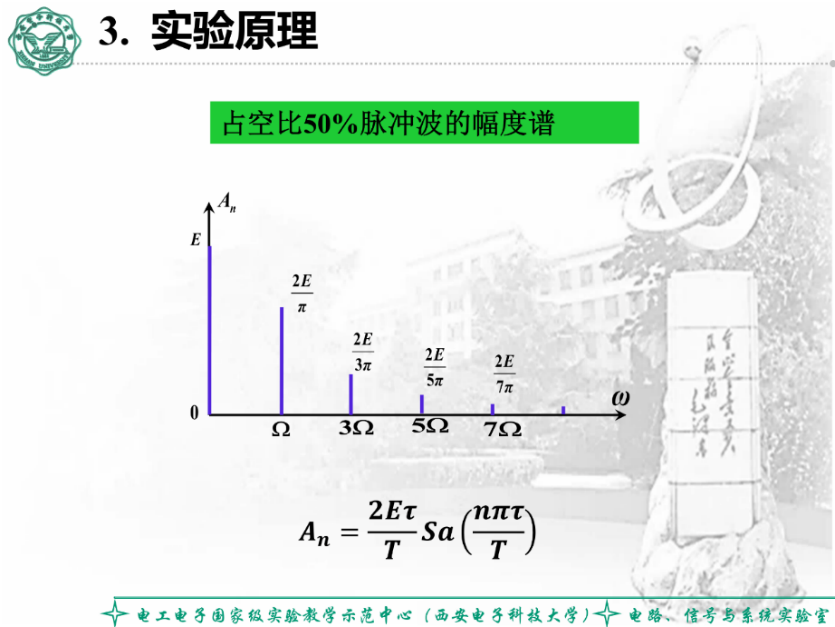 3. 实验原理
占空比50%脉冲波的幅度谱
Aₙ
E
2E/π
2E/3π
2E/5π
2E/7π
0
Ω 3Ω 5Ω 7Ω ω
Aₙ = 2Eτ/T Sa(nπτ/T)
电工电子国家级实验教学示范中心（西安电子科技大学） 电路、信号与系统实验室